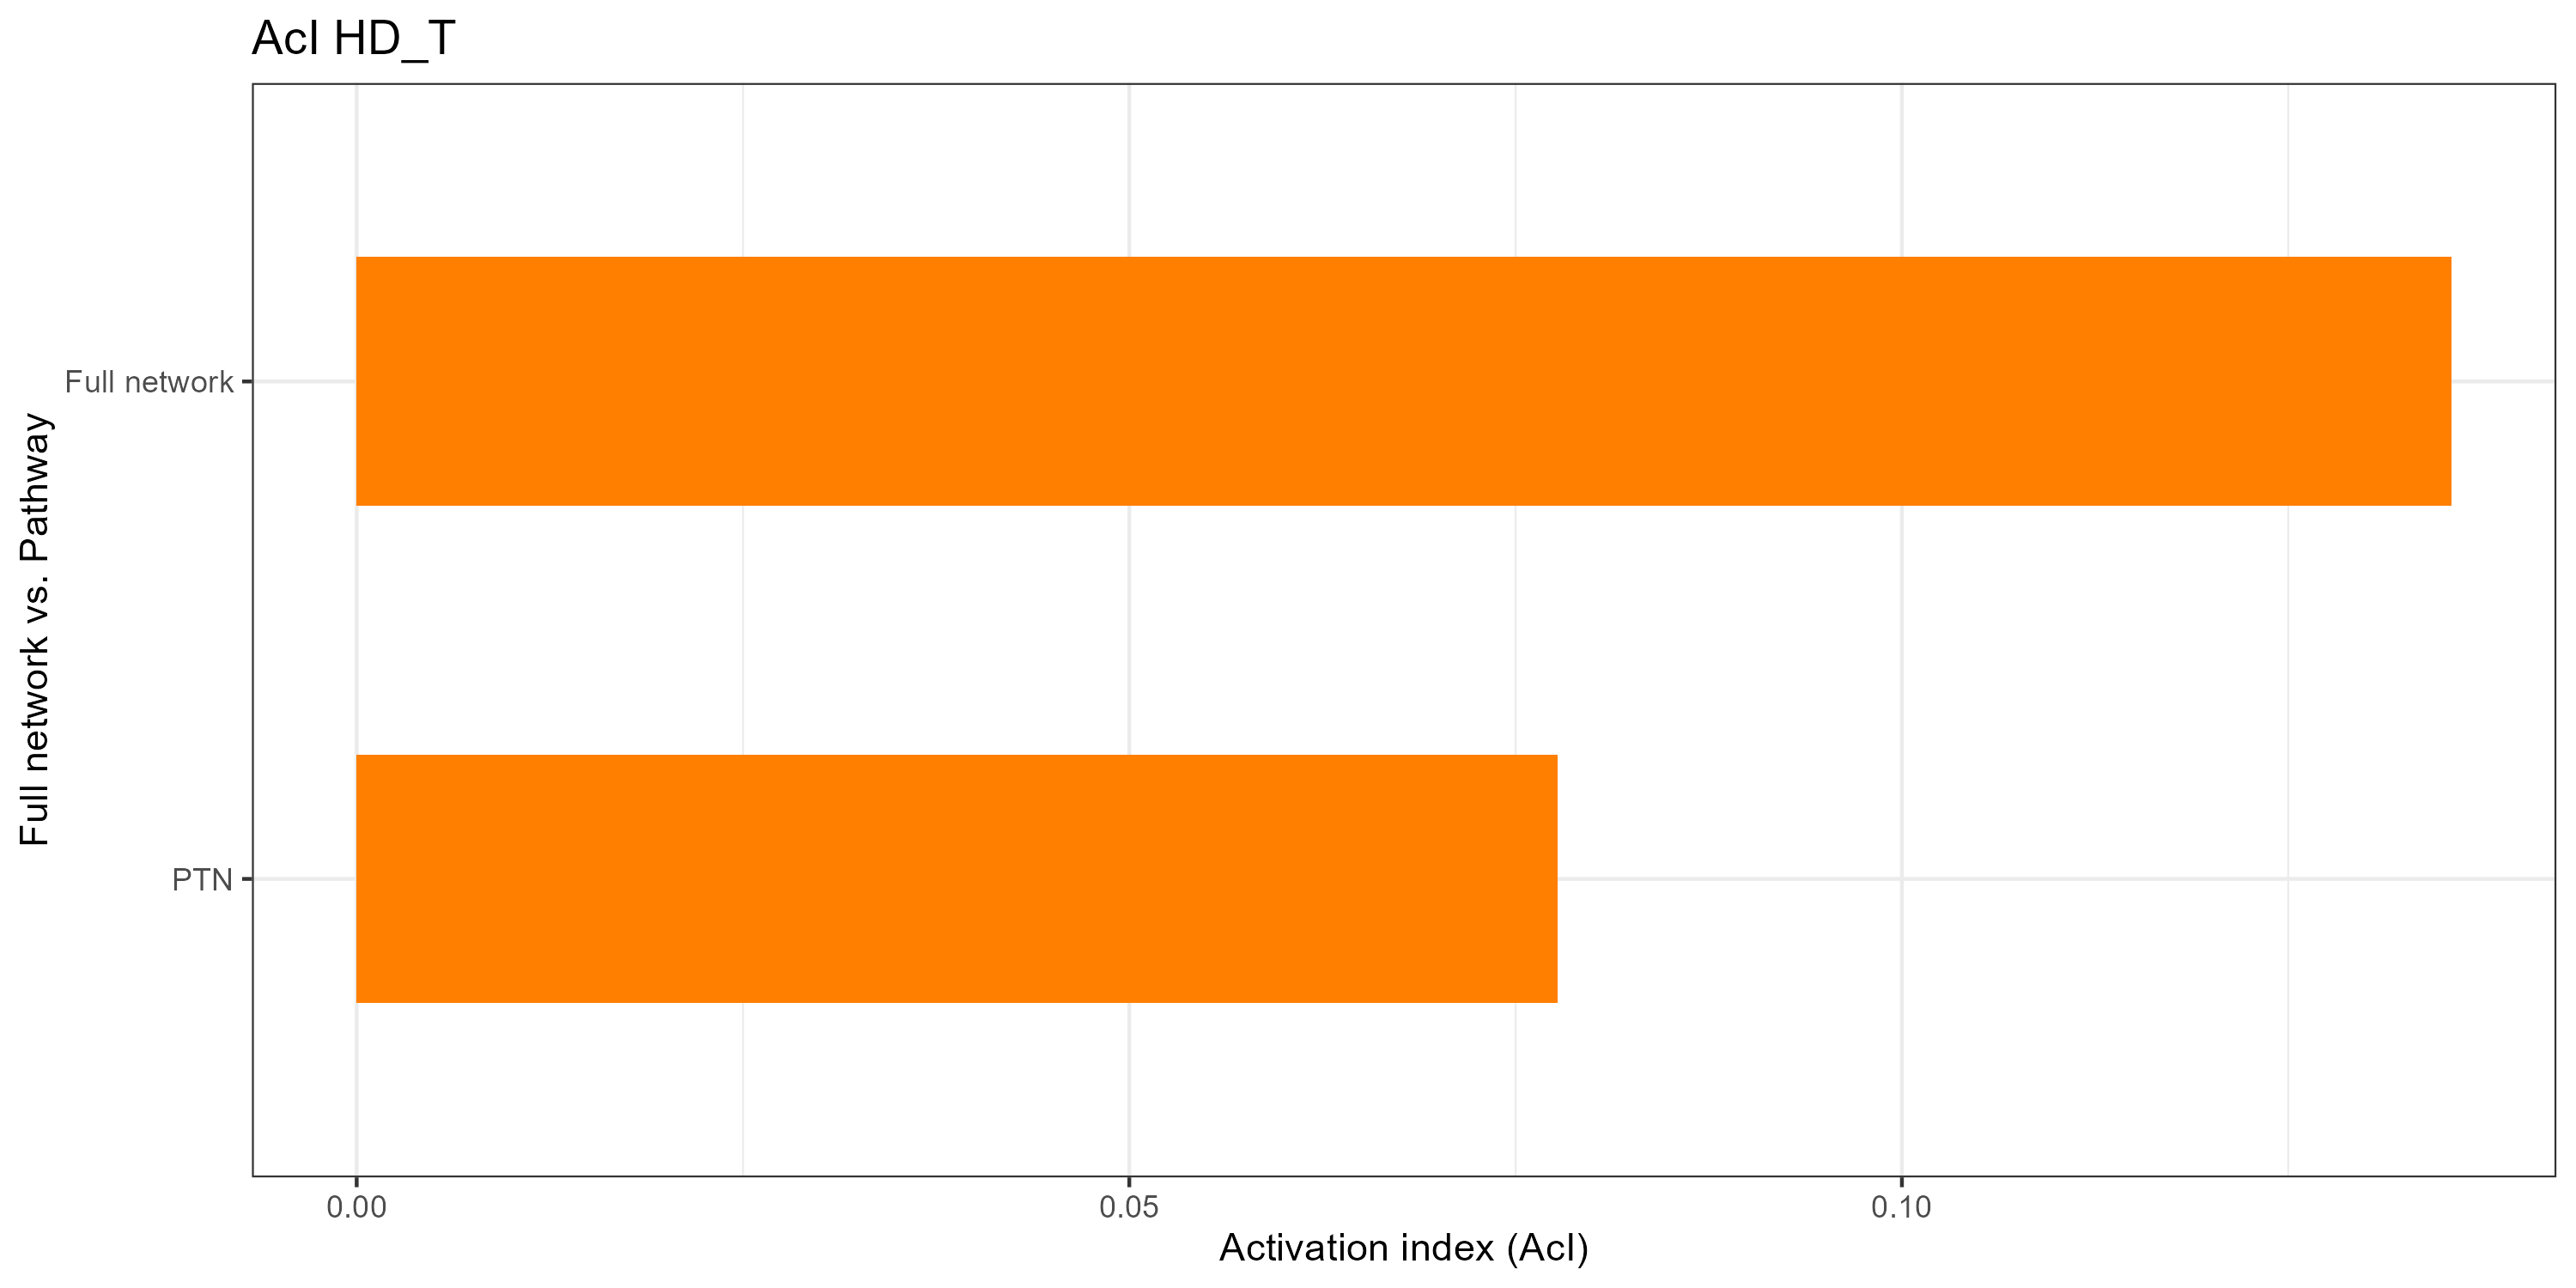 AcI HD_T
Full network vs. Pathway
Full network
PTN
0.00
0.05
0.10
Activation index (AcI)